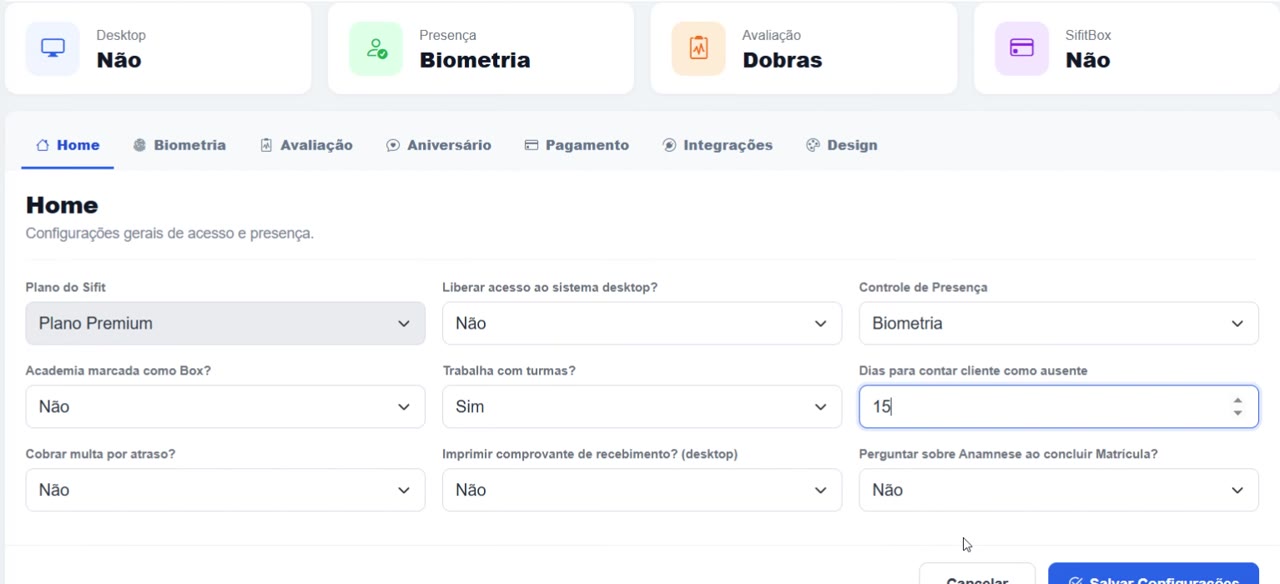 Desktop
Não
Presença
Biometria
Avaliação
Dobras
SifitBox
Não
Home
Biometria
Avaliação
Aniversário
Pagamento
Integrações
Design
Home
Configurações gerais de acesso e presença.
Plano do Sifit
Liberar acesso ao sistema desktop?
Controle de Presença
Plano Premium
Não
Biometria
Academia marcada como Box?
Trabalha com turmas?
Dias para contar cliente como ausente
Não
Sim
15
Cobrar multa por atraso?
Imprimir comprovante de recebimento? (desktop)
Perguntar sobre Anamnese ao concluir Matrícula?
Não
Não
Não
Cancelar
Salvar Configurações